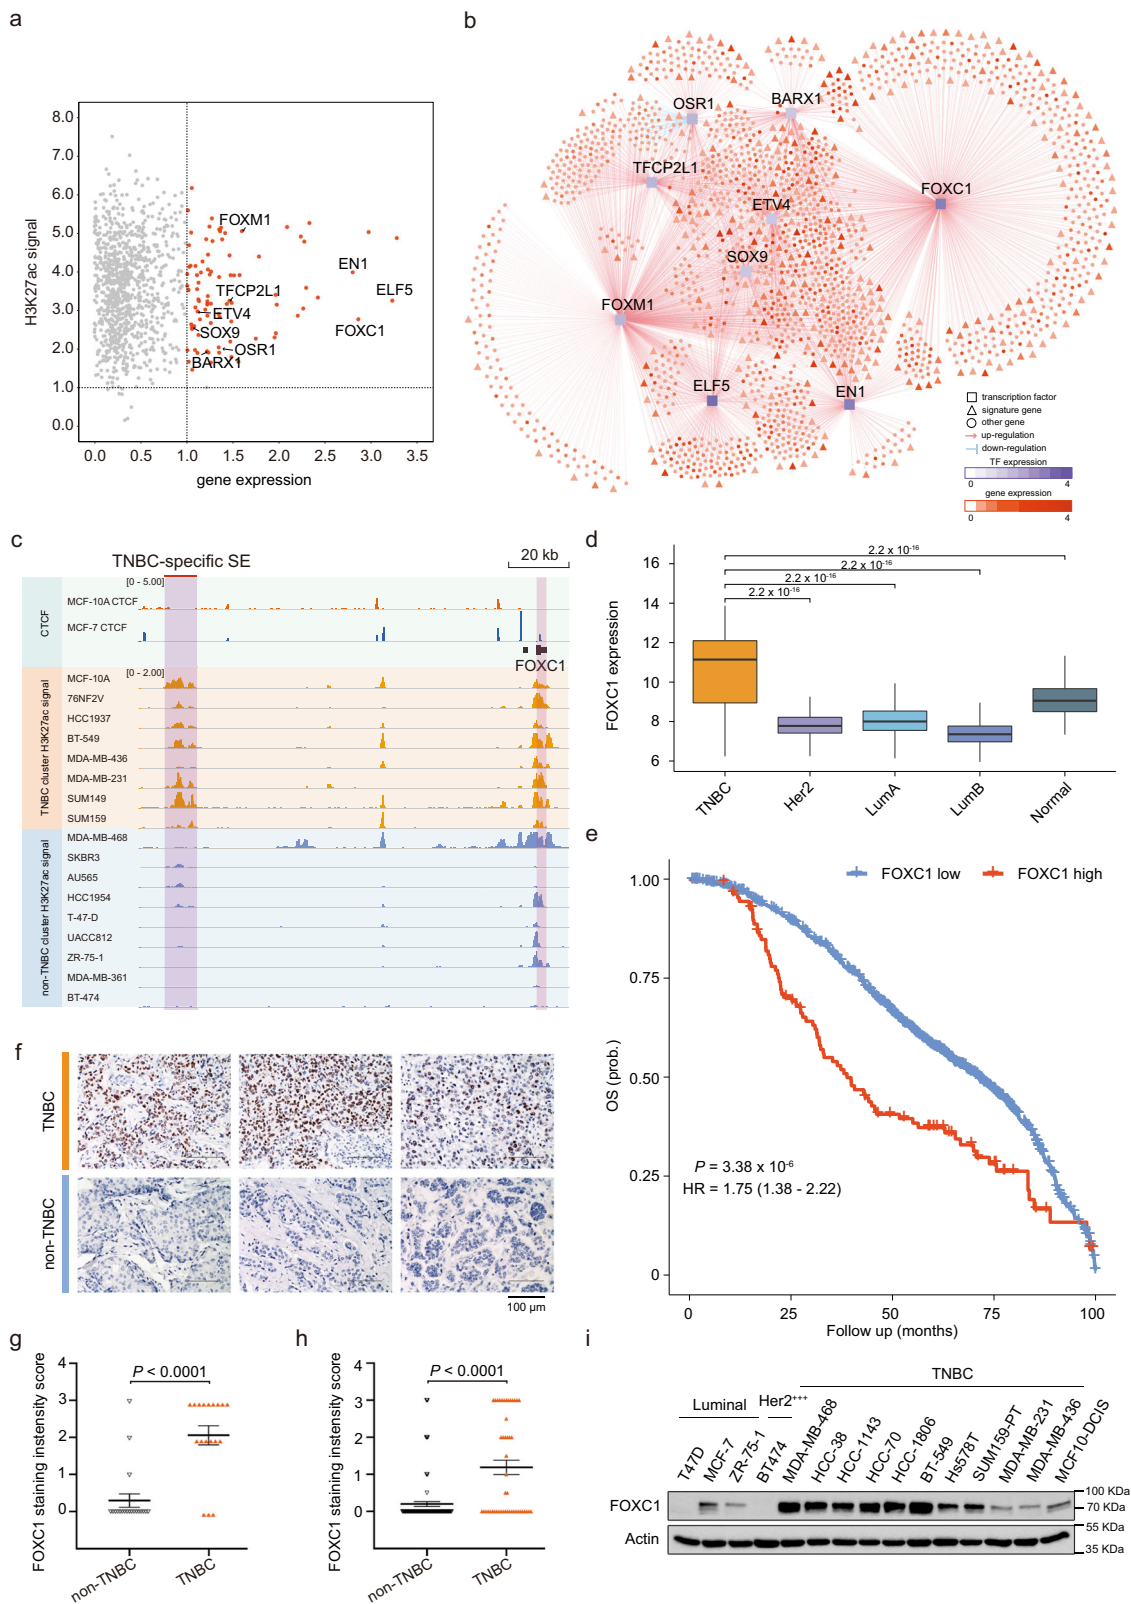 a
8.0
7.0
6.0
5.0
4.0
3.0
2.0
1.0
0.0
H3K27ac signal
FOXM1
EN1
TFCP2L1
ELF5
ETV4
SOX9
FOXC1
OSR1
BARX1
0.0 0.5 1.0 1.5 2.0 2.5 3.0 3.5
gene expression
b
OSR1
BARX1
TFCP2L1
FOXC1
ETV4
SOX9
FOXM1
ELF5
EN1
transcription factor
signature gene
other gene
up-regulation
down-regulation
TF expression
0 4
gene expression
0 4
c
TNBC-specific SE
20 kb
[0 - 5.00]
CTCF
MCF-10A CTCF
MCF-7 CTCF
FOXC1
[0 - 2.00]
TNBC cluster H3K27ac signal
MCF-10A
76NF2V
HCC1937
BT-549
MDA-MB-436
MDA-MB-231
SUM149
SUM159
non-TNBC cluster H3K27ac signal
MDA-MB-468
SKBR3
AU565
HCC1954
T-47-D
UACC812
ZR-75-1
MDA-MB-361
BT-474
d
16
14
12
10
8
6
FOXC1 expression
2.2 x 10-16
2.2 x 10-16
2.2 x 10-16
2.2 x 10-16
TNBC
Her2
LumA
LumB
Normal
e
FOXC1 low
FOXC1 high
1.00
0.75
0.50
0.25
0
OS (prob.)
P = 3.38 x 10-6
HR = 1.75 (1.38 - 2.22)
0 25 50 75 100
Follow up (months)
f
TNBC
non-TNBC
100 µm
g
4
3
2
1
0
FOXC1 staining instensity score
P < 0.0001
non-TNBC
TNBC
h
4
3
2
1
0
FOXC1 staining intensity score
P < 0.0001
non-TNBC
TNBC
i
TNBC
Her2+++
Luminal
T47D
MCF-7
ZR-75-1
BT474
MDA-MB-468
HCC-38
HCC-1143
HCC-70
HCC-1806
BT-549
Hs578T
SUM159-PT
MDA-MB-231
MDA-MB-436
MCF10-DCIS
FOXC1
100 KDa
70 KDa
Actin
55 KDa
35 KDa